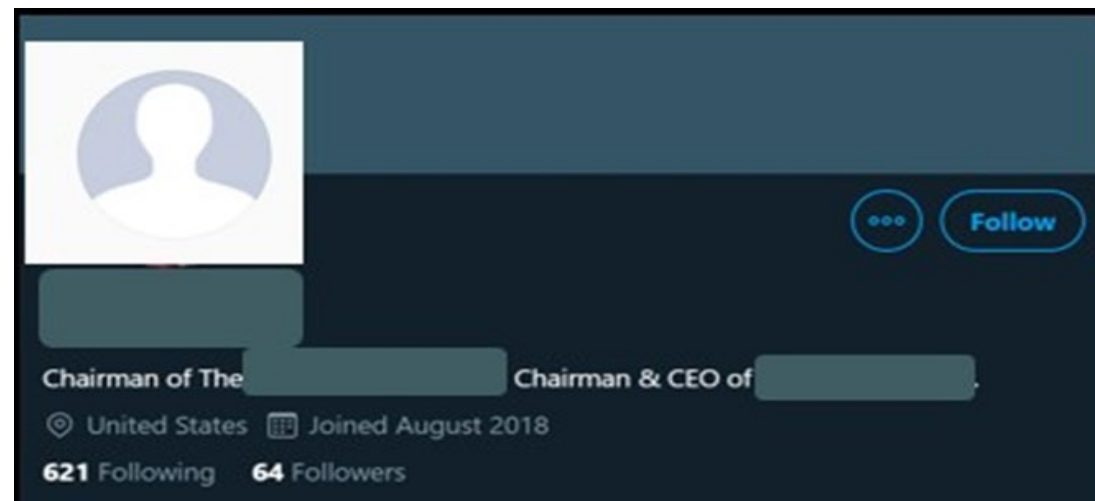 Follow
Chairman of The Chairman & CEO of .
United States Joined August 2018
621 Following 64 Followers